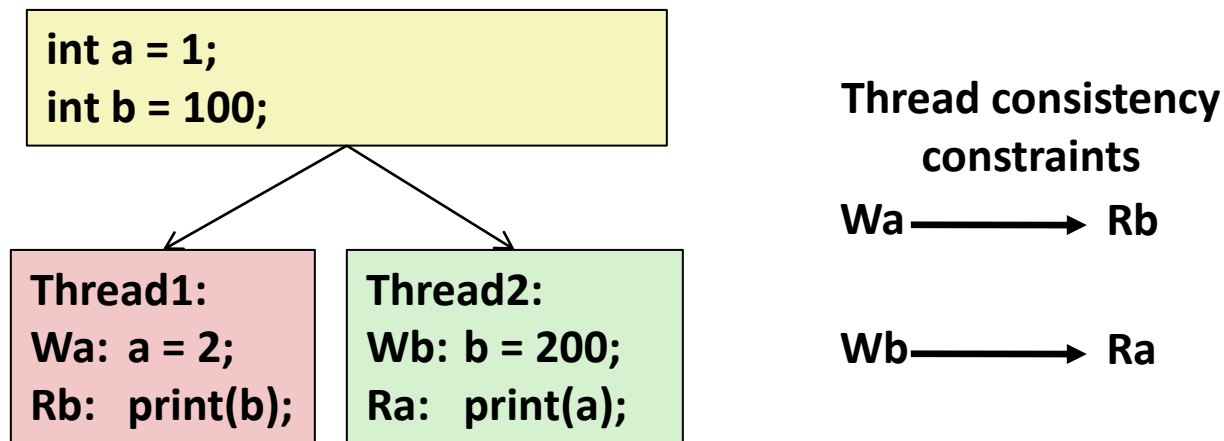 int a = 1;
int b = 100;
Thread consistency
constraints
Wa Rb
Wb Ra
Thread1:
Wa: a = 2;
Rb: print(b);
Thread2:
Wb: b = 200;
Ra: print(a);